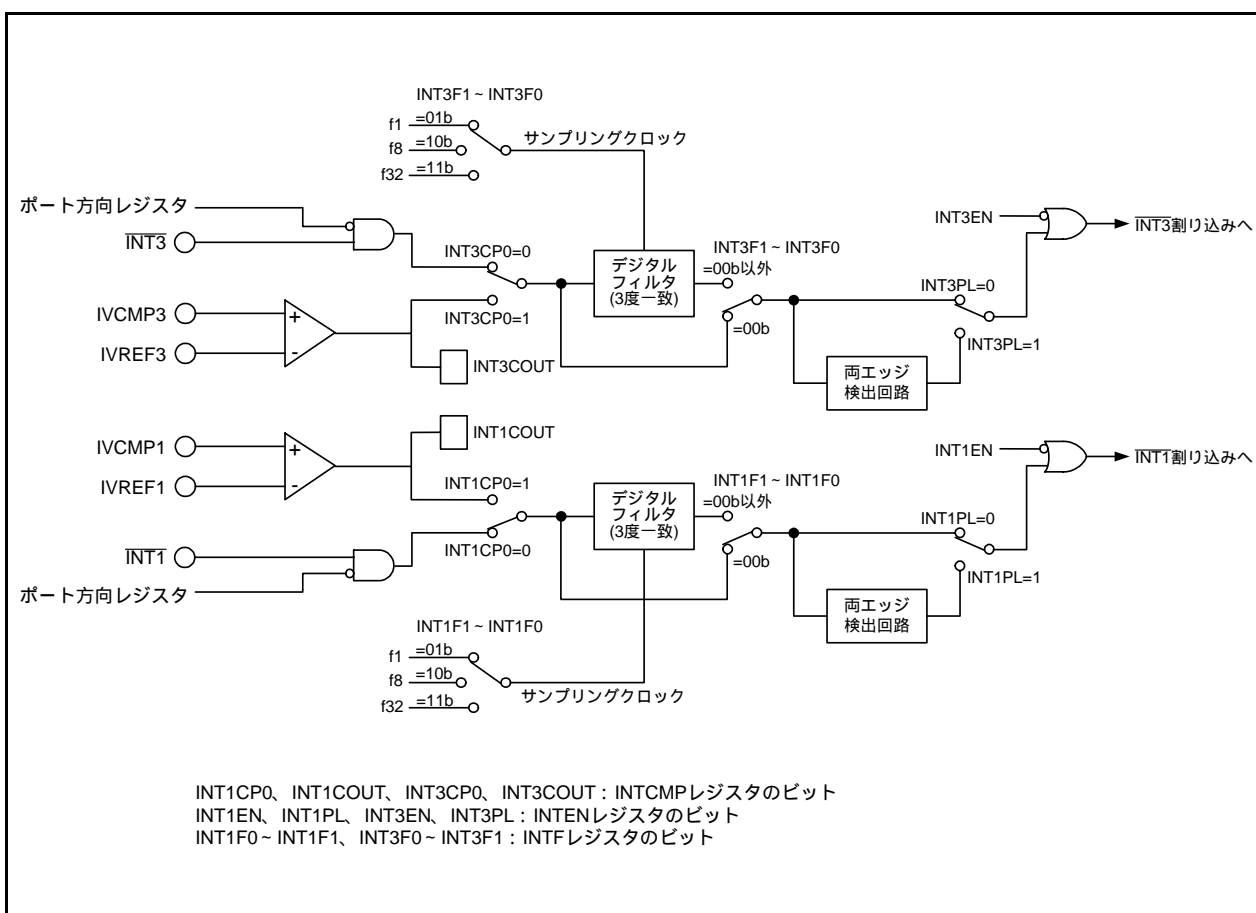 INT3F1 ~ INT3F0
f1 =01b
f8 =10b
f32 =11b
サンプリングクロック
ポート方向レジスタ
INT3
INT3CP0=0
INT3CP0=1
IVCMP3
+
IVREF3
-
INT3COUT
デジタル
フィルタ
(3度一致)
INT3F1 ~ INT3F0
=00b以外
=00b
INT3EN
INT3割り込みへ
INT3PL=0
INT3PL=1
両エッジ
検出回路
IVCMP1
+
IVREF1
-
INT1COUT
INT1CP0=1
INT1CP0=0
INT1
ポート方向レジスタ
デジタル
フィルタ
(3度一致)
INT1F1 ~ INT1F0
=00b以外
=00b
INT1EN
INT1割り込みへ
INT1PL=0
INT1PL=1
両エッジ
検出回路
INT1F1 ~ INT1F0
f1 =01b
f8 =10b
f32 =11b
サンプリングクロック
INT1CP0、INT1COUT、INT3CP0、INT3COUT：INTCMPレジスタのビット
INT1EN、INT1PL、INT3EN、INT3PL：INTENレジスタのビット
INT1F0 ~ INT1F1、INT3F0 ~ INT3F1：INTFレジスタのビット